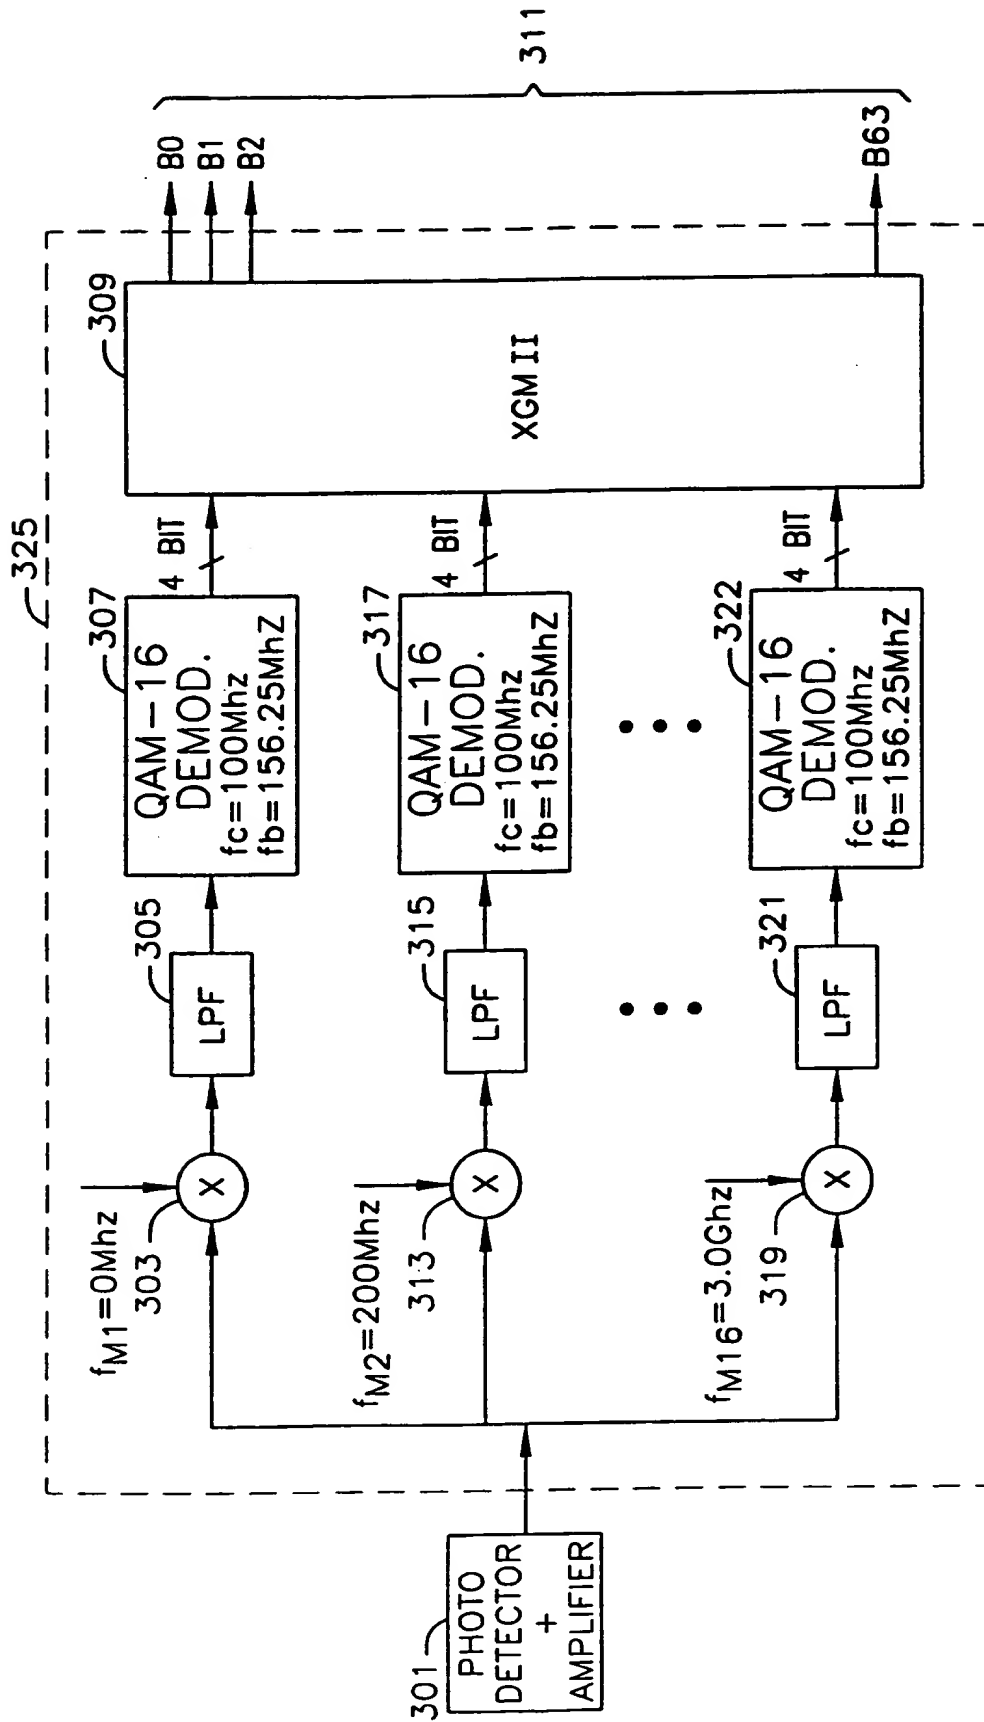 325
301
PHOTO
DETECTOR
+
AMPLIFIER
fM1=0Mhz
303
X
305
LPF
307
QAM-16
DEMOD.
fc=100Mhz
fb=156.25MhZ
4 BIT
fM2=200Mhz
313
X
315
LPF
317
QAM-16
DEMOD.
fc=100Mhz
fb=156.25MhZ
4 BIT
fM16=3.0Ghz
319
X
321
LPF
322
QAM-16
DEMOD.
fc=100Mhz
fb=156.25MhZ
4 BIT
309
XGM II
B0
B1
B2
B63
311